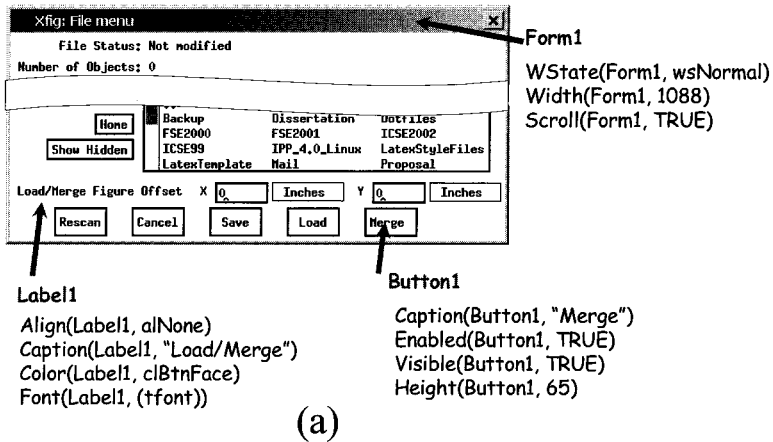 Xfig: File menu
File Status: Not modified
Number of Objects: 0
Home
Show Hidden
Backup Dissertation Dotfiles
FSE2000 FSE2001 ICSE2002
ICSE99 IPP_4.0_Linux LatexStyleFiles
LatexTemplate Mail Proposal
Load/Merge Figure Offset X 0 Inches Y 0 Inches
Rescan Cancel Save Load Merge
Form1
WState(Form1, wsNormal)
Width(Form1, 1088)
Scroll(Form1, TRUE)
Label1
Align(Label1, alNone)
Caption(Label1, “Load/Merge”)
Color(Label1, clBtnFace)
Font(Label1, (tfont))
Button1
Caption(Button1, “Merge”)
Enabled(Button1, TRUE)
Visible(Button1, TRUE)
Height(Button1, 65)
(a)